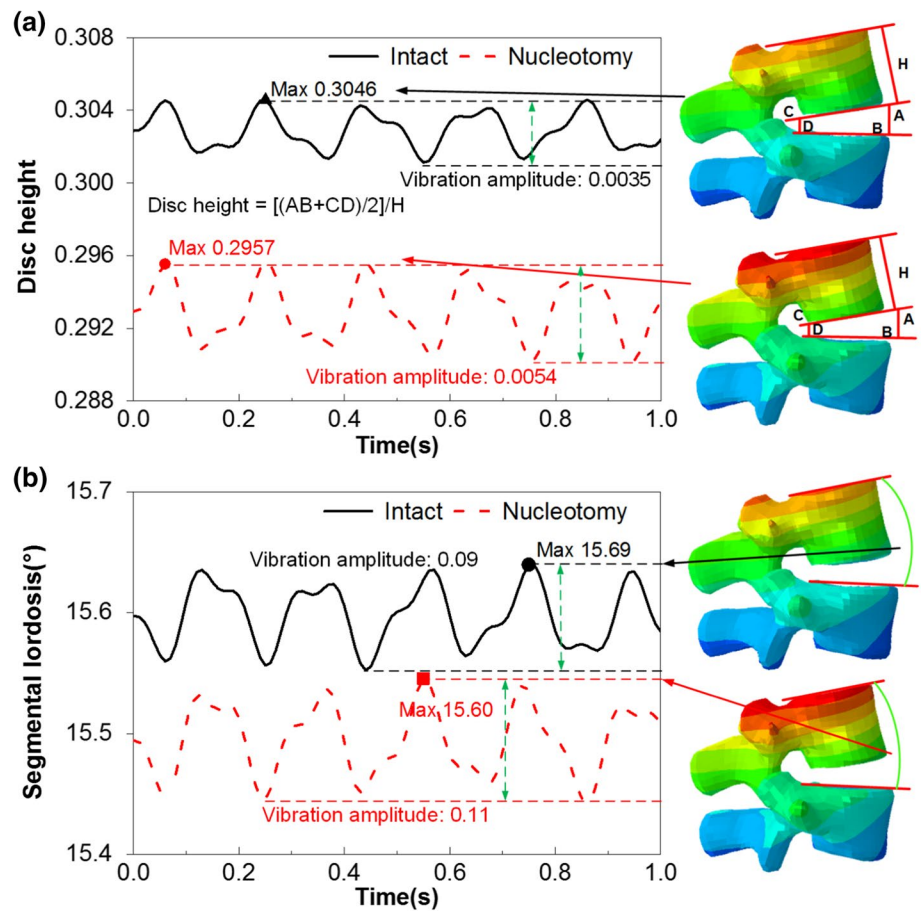 (a)
0.308
0.304
0.300
0.296
0.292
0.288
Disc height
Intact
Nucleotomy
Max 0.3046
Vibration amplitude: 0.0035
Disc height = [(AB+CD)/2]/H
Max 0.2957
Vibration amplitude: 0.0054
0.0
0.2
0.4
0.6
0.8
1.0
Time(s)
H
A
C
D
B
H
A
C
D
B
(b)
15.7
15.6
15.5
15.4
Segmental lordosis(°)
Intact
Nucleotomy
Vibration amplitude: 0.09
Max 15.69
Max 15.60
Vibration amplitude: 0.11
0.0
0.2
0.4
0.6
0.8
1.0
Time(s)